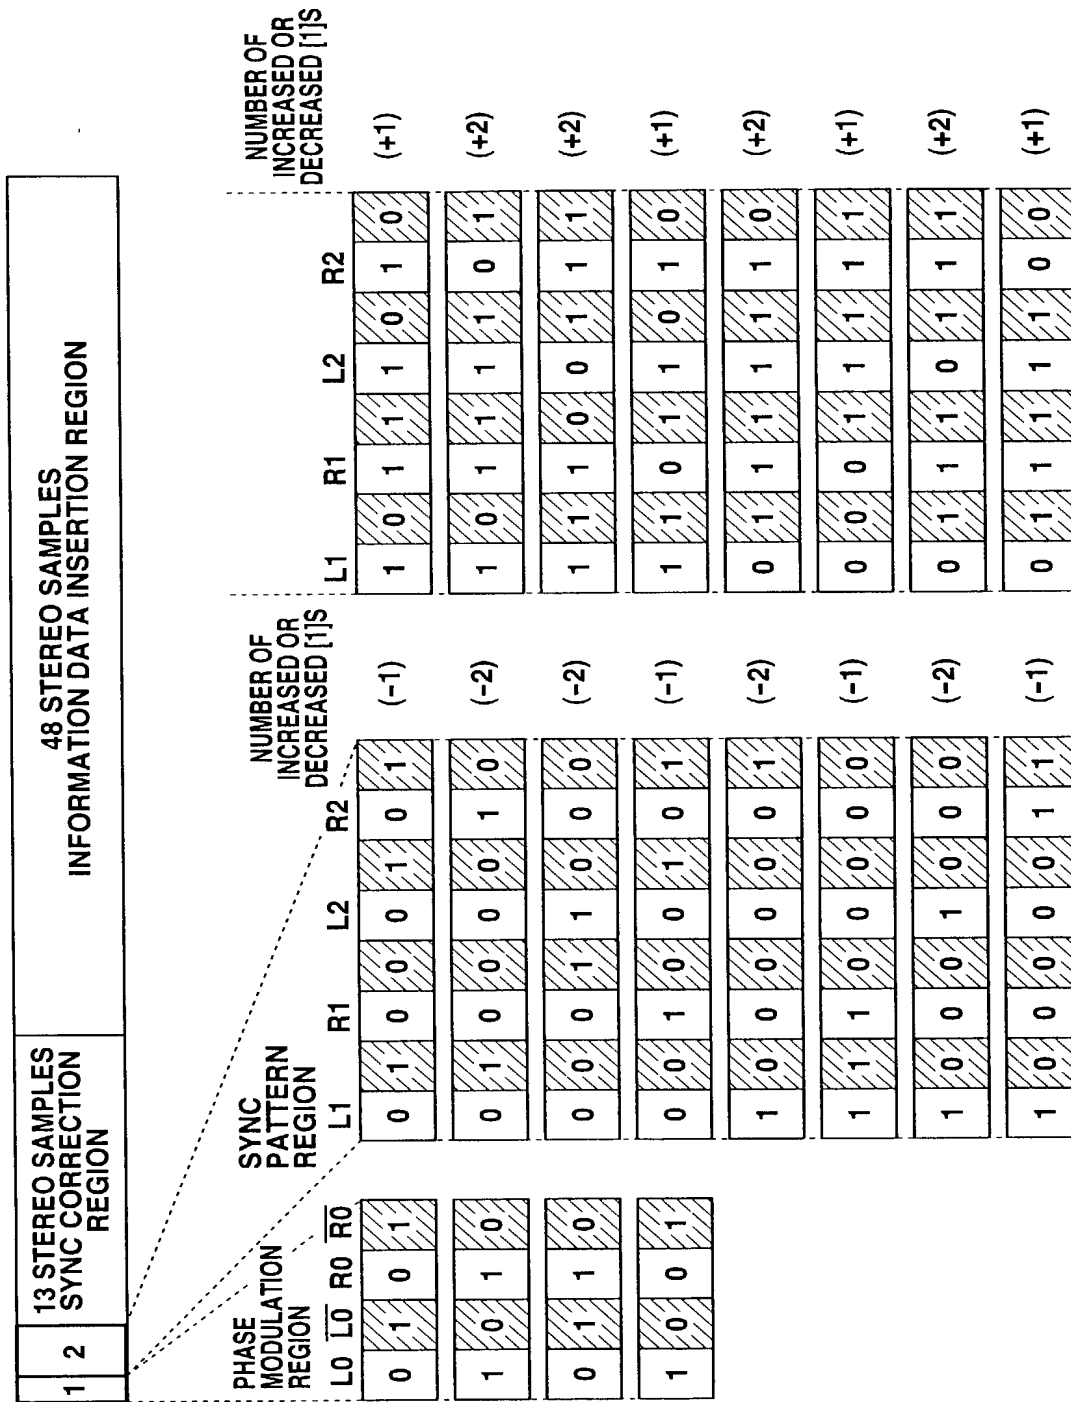 1 2
13 STEREO SAMPLES
SYNC CORRECTION
REGION
48 STEREO SAMPLES
INFORMATION DATA INSERTION REGION
PHASE
MODULATION
REGION
L0 L̅0̅ R0 R̅0̅
0 1 0 1
1 0 1 0
0 1 1 0
1 0 0 1
SYNC
PATTERN
REGION
NUMBER OF
INCREASED OR
DECREASED [1]S
L1 R1 L2 R2
0 1 0 0 0 1 0 1 (−1)
0 1 0 0 0 0 1 0 (−2)
0 0 0 1 1 0 0 0 (−2)
0 0 1 0 0 1 0 1 (−1)
1 0 0 0 0 0 0 1 (−2)
1 1 1 0 0 0 0 0 (−1)
1 0 0 0 1 0 0 0 (−2)
1 0 0 0 0 0 1 1 (−1)
NUMBER OF
INCREASED OR
DECREASED [1]S
L1 R1 L2 R2
1 0 1 1 1 0 1 0 (+1)
1 0 1 1 1 1 0 1 (+2)
1 1 1 0 0 1 1 1 (+2)
1 1 0 1 1 0 1 0 (+1)
0 1 1 1 1 1 1 0 (+2)
0 0 0 1 1 1 1 1 (+1)
0 1 1 1 0 1 1 1 (+2)
0 1 1 1 1 1 0 0 (+1)